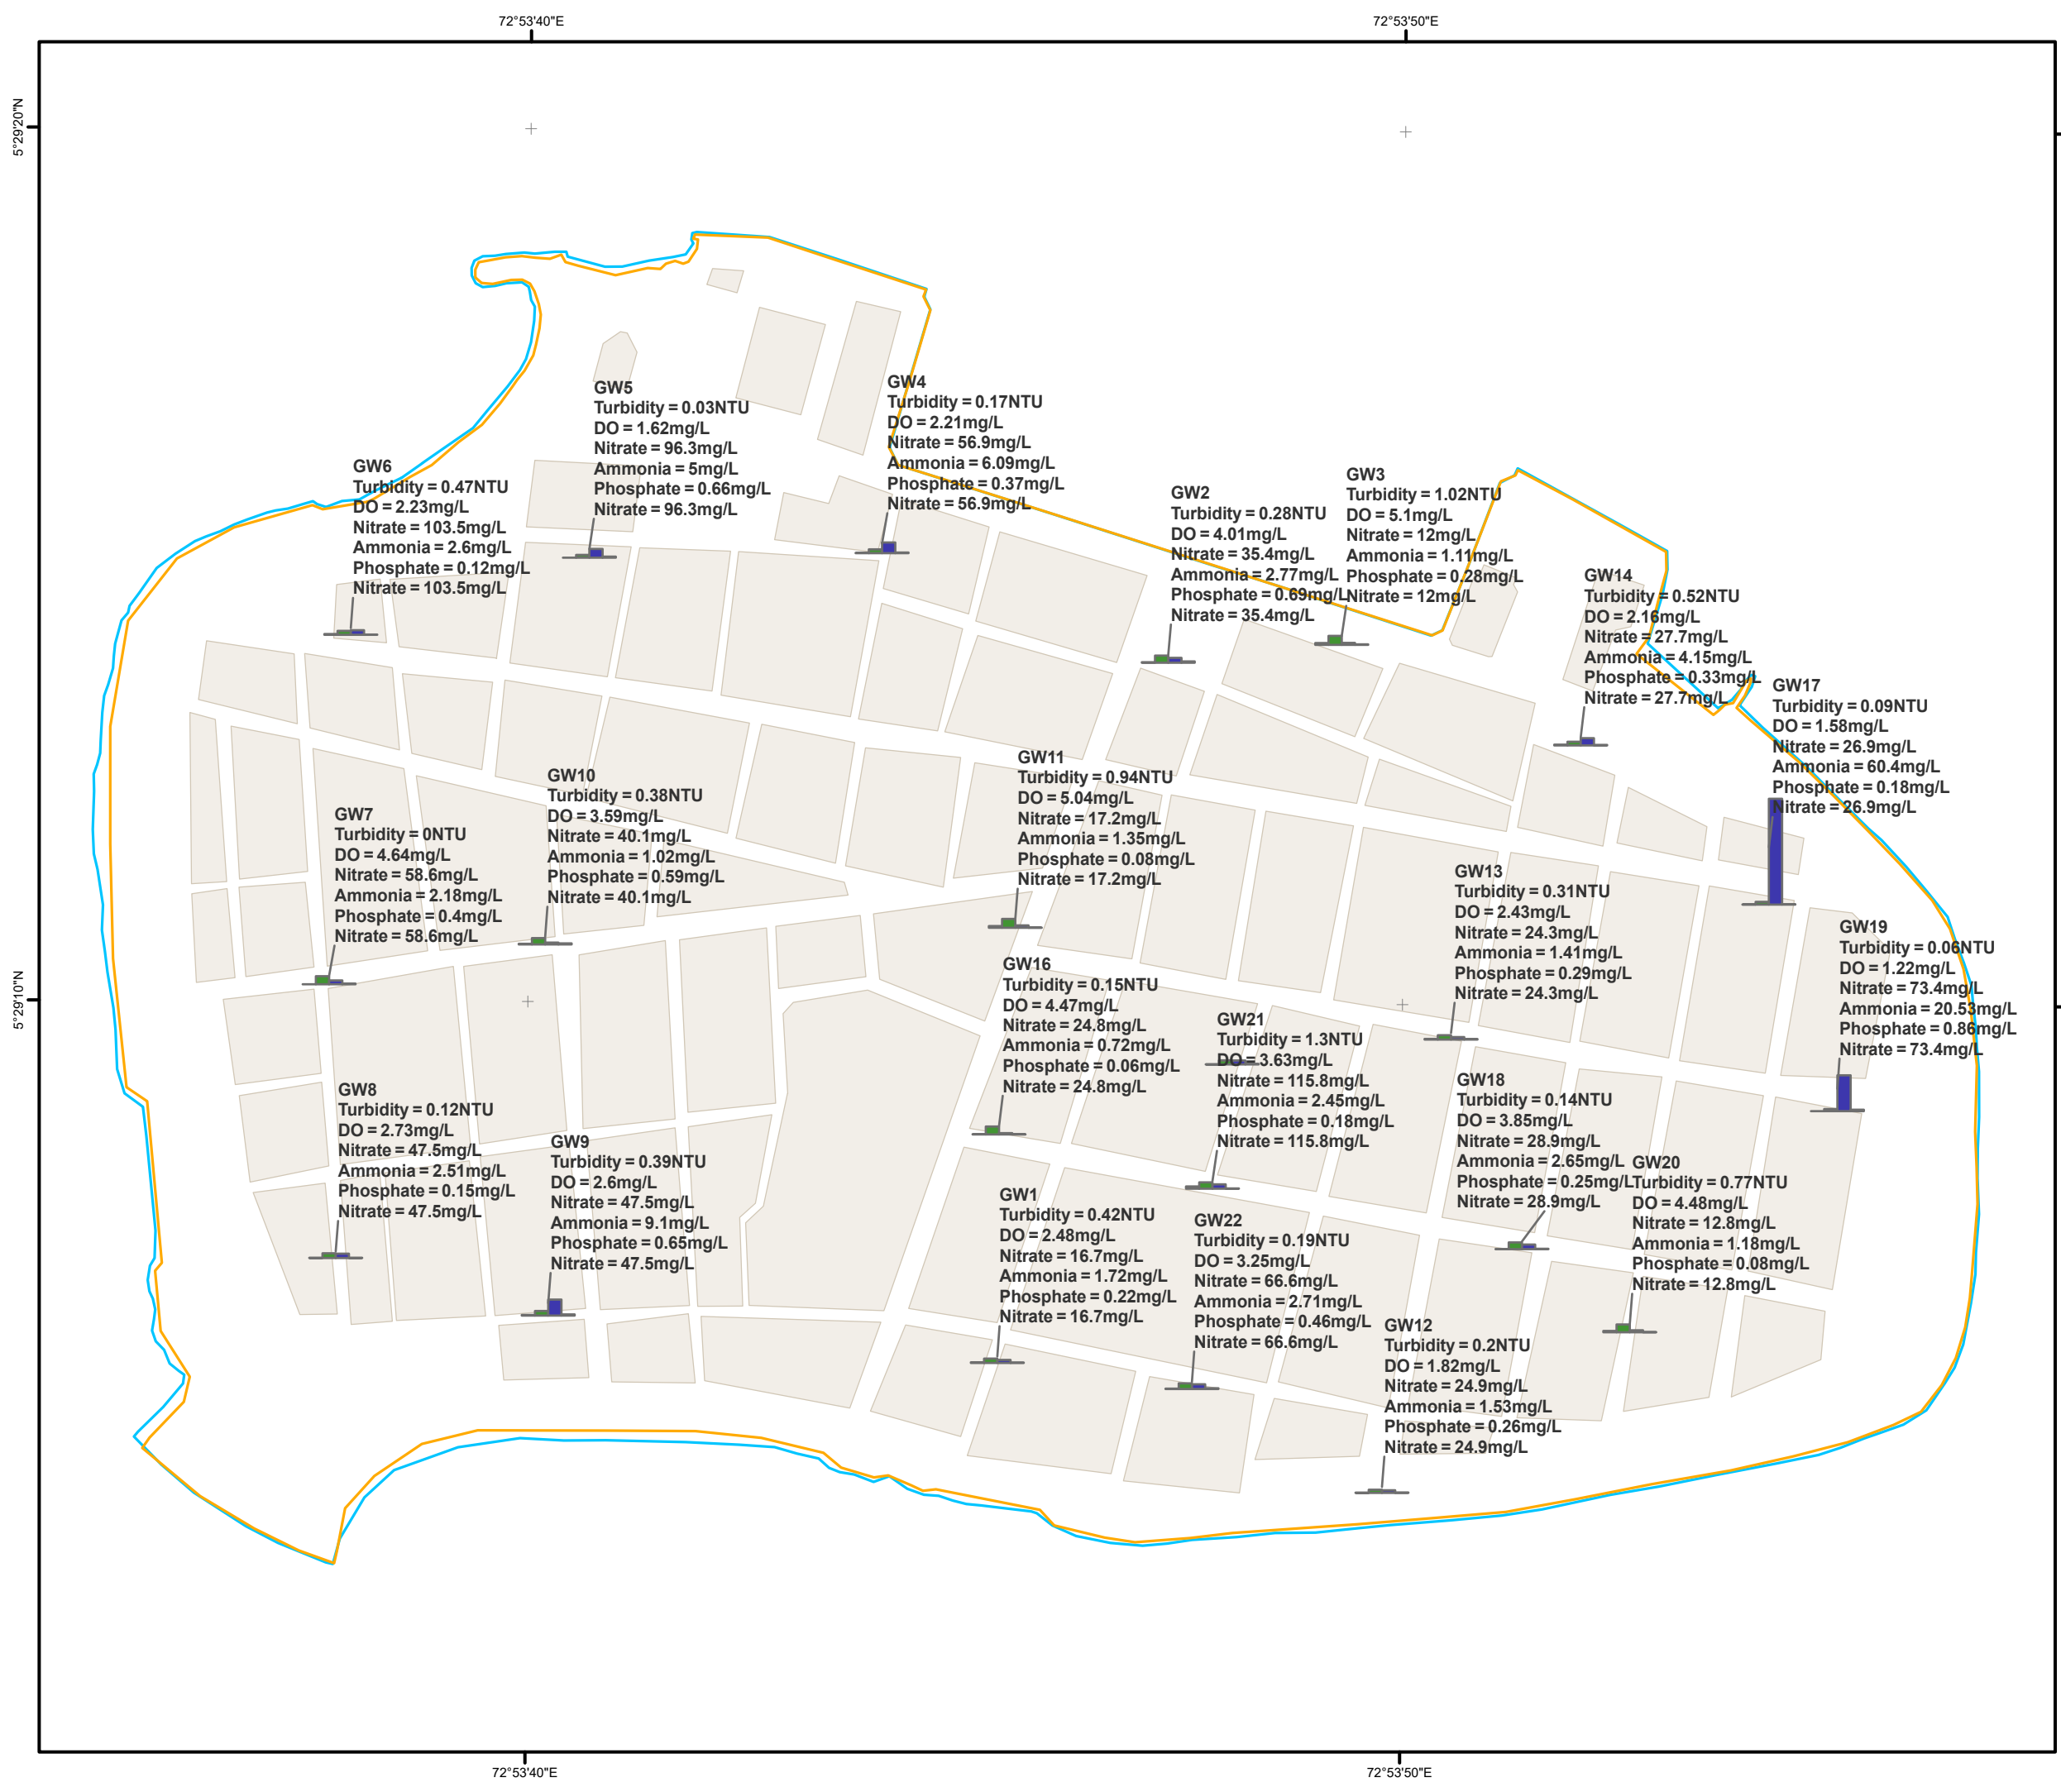 72°53'40"E
72°53'50"E
5°29'20"N
GW5
Turbidity = 0.03NTU
DO = 1.62mg/L
Nitrate = 96.3mg/L
Ammonia = 5mg/L
Phosphate = 0.66mg/L
Nitrate = 96.3mg/L
GW4
Turbidity = 0.17NTU
DO = 2.21mg/L
Nitrate = 56.9mg/L
Ammonia = 6.09mg/L
Phosphate = 0.37mg/L
Nitrate = 56.9mg/L
GW6
Turbidity = 0.47NTU
DO = 2.23mg/L
Nitrate = 103.5mg/L
Ammonia = 2.6mg/L
Phosphate = 0.12mg/L
Nitrate = 103.5mg/L
GW2
Turbidity = 0.28NTU
DO = 4.01mg/L
Nitrate = 35.4mg/L
Ammonia = 2.77mg/L
Phosphate = 0.69mg/L
Nitrate = 35.4mg/L
GW3
Turbidity = 1.02NTU
DO = 5.1mg/L
Nitrate = 12mg/L
Ammonia = 1.11mg/L
Phosphate = 0.28mg/L
Nitrate = 12mg/L
GW14
Turbidity = 0.52NTU
DO = 2.16mg/L
Nitrate = 27.7mg/L
Ammonia = 4.15mg/L
Phosphate = 0.33mg/L
Nitrate = 27.7mg/L
GW17
Turbidity = 0.09NTU
DO = 1.58mg/L
Nitrate = 26.9mg/L
Ammonia = 60.4mg/L
Phosphate = 0.18mg/L
Nitrate = 26.9mg/L
GW7
Turbidity = 0NTU
DO = 4.64mg/L
Nitrate = 58.6mg/L
Ammonia = 2.18mg/L
Phosphate = 0.4mg/L
Nitrate = 58.6mg/L
GW10
Turbidity = 0.38NTU
DO = 3.59mg/L
Nitrate = 40.1mg/L
Ammonia = 1.02mg/L
Phosphate = 0.59mg/L
Nitrate = 40.1mg/L
GW11
Turbidity = 0.94NTU
DO = 5.04mg/L
Nitrate = 17.2mg/L
Ammonia = 1.35mg/L
Phosphate = 0.08mg/L
Nitrate = 17.2mg/L
GW13
Turbidity = 0.31NTU
DO = 2.43mg/L
Nitrate = 24.3mg/L
Ammonia = 1.41mg/L
Phosphate = 0.29mg/L
Nitrate = 24.3mg/L
GW19
Turbidity = 0.06NTU
DO = 1.22mg/L
Nitrate = 73.4mg/L
Ammonia = 20.53mg/L
Phosphate = 0.86mg/L
Nitrate = 73.4mg/L
5°29'10"N
GW16
Turbidity = 0.15NTU
DO = 4.47mg/L
Nitrate = 24.8mg/L
Ammonia = 0.72mg/L
Phosphate = 0.06mg/L
Nitrate = 24.8mg/L
GW21
Turbidity = 1.3NTU
DO = 3.63mg/L
Nitrate = 115.8mg/L
Ammonia = 2.45mg/L
Phosphate = 0.18mg/L
Nitrate = 115.8mg/L
GW8
Turbidity = 0.12NTU
DO = 2.73mg/L
Nitrate = 47.5mg/L
Ammonia = 2.51mg/L
Phosphate = 0.15mg/L
Nitrate = 47.5mg/L
GW9
Turbidity = 0.39NTU
DO = 2.6mg/L
Nitrate = 47.5mg/L
Ammonia = 9.1mg/L
Phosphate = 0.65mg/L
Nitrate = 47.5mg/L
GW18
Turbidity = 0.14NTU
DO = 3.85mg/L
Nitrate = 28.9mg/L
Ammonia = 2.65mg/L
Phosphate = 0.25mg/L
Nitrate = 28.9mg/L
GW20
Turbidity = 0.77NTU
DO = 4.48mg/L
Nitrate = 12.8mg/L
Ammonia = 1.18mg/L
Phosphate = 0.08mg/L
Nitrate = 12.8mg/L
GW1
Turbidity = 0.42NTU
DO = 2.48mg/L
Nitrate = 16.7mg/L
Ammonia = 1.72mg/L
Phosphate = 0.22mg/L
Nitrate = 16.7mg/L
GW22
Turbidity = 0.19NTU
DO = 3.25mg/L
Nitrate = 66.6mg/L
Ammonia = 2.71mg/L
Phosphate = 0.46mg/L
Nitrate = 66.6mg/L
GW12
Turbidity = 0.2NTU
DO = 1.82mg/L
Nitrate = 24.9mg/L
Ammonia = 1.53mg/L
Phosphate = 0.26mg/L
Nitrate = 24.9mg/L
72°53'40"E
72°53'50"E